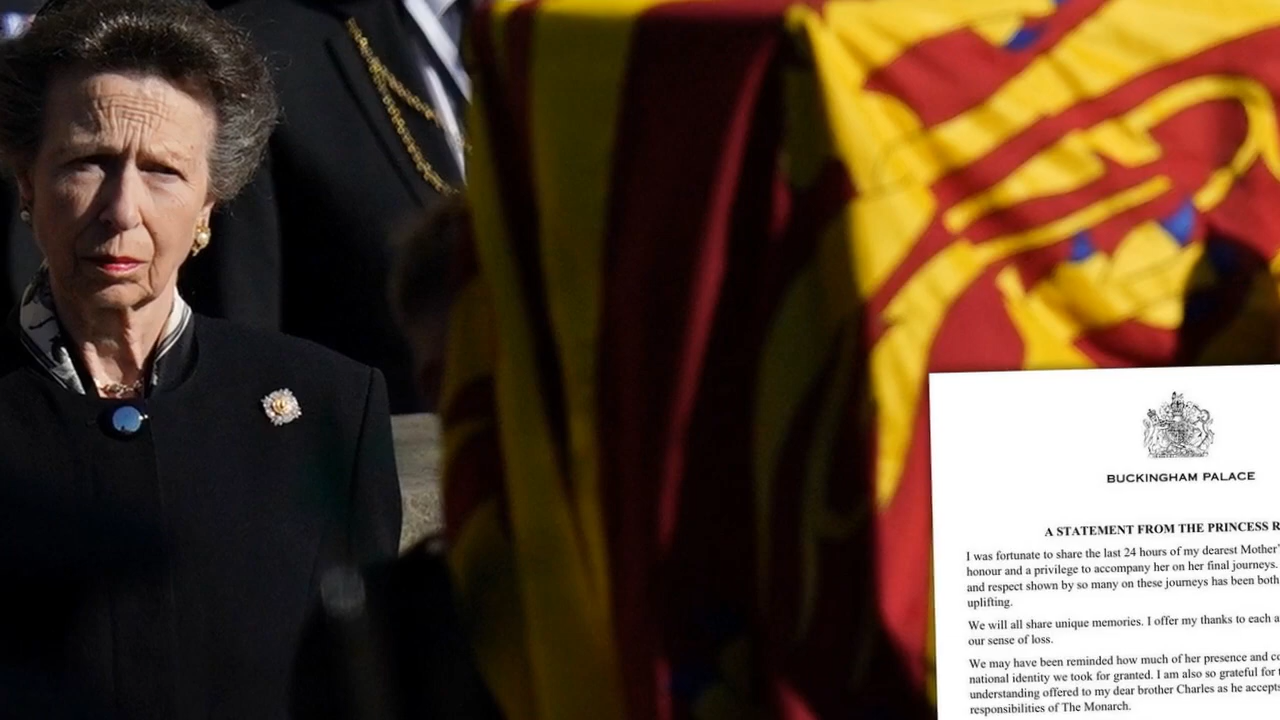 BUCKINGHAM PALACE
A STATEMENT FROM THE PRINCESS R
I was fortunate to share the last 24 hours of my dearest Mother's
honour and a privilege to accompany her on her final journeys.
and respect shown by so many on these journeys has been both
uplifting.
We will all share unique memories. I offer my thanks to each a
our sense of loss.
We may have been reminded how much of her presence and co
national identity we took for granted. I am also so grateful for t
understanding offered to my dear brother Charles as he accepts
responsibilities of The Monarch.